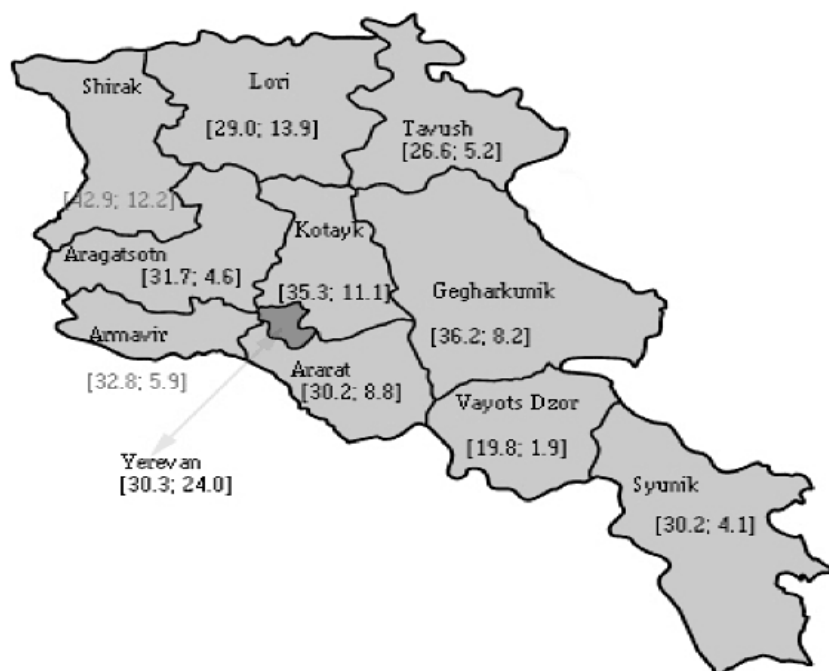 Shirak
Lori
[29.0; 13.9]
Tavush
[26.6; 5.2]
[42.9; 12.2]
Kotayk
Aragatsotn
[31.7; 4.6]
[35.3; 11.1]
Gegharkunik
[36.2; 8.2]
Armavir
[32.8; 5.9]
Ararat
[30.2; 8.8]
Vayots Dzor
[19.8; 1.9]
Yerevan
[30.3; 24.0]
Syunik
[30.2; 4.1]